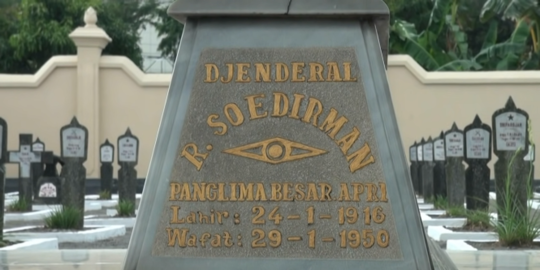 DJENDERAL
R. SOEDIRMAN
PANGLIMA BESAR APRI
Lahir: 24-1-1916
Wafat: 29-1-1950